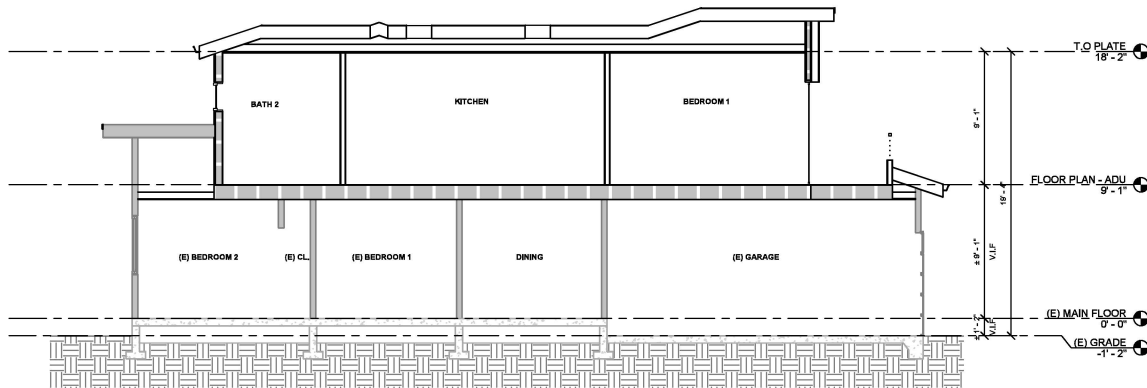 T.O PLATE
18' - 2"
BATH 2
KITCHEN
BEDROOM 1
9' - 1"
FLOOR PLAN - ADU
9' - 1"
19' - 4"
(E) BEDROOM 2
(E) CL.
(E) BEDROOM 1
DINING
(E) GARAGE
± 9' - 1"
V.I.F
(E) MAIN FLOOR
0' - 0"
± 1' - 2"
V.I.F
(E) GRADE
-1' - 2"